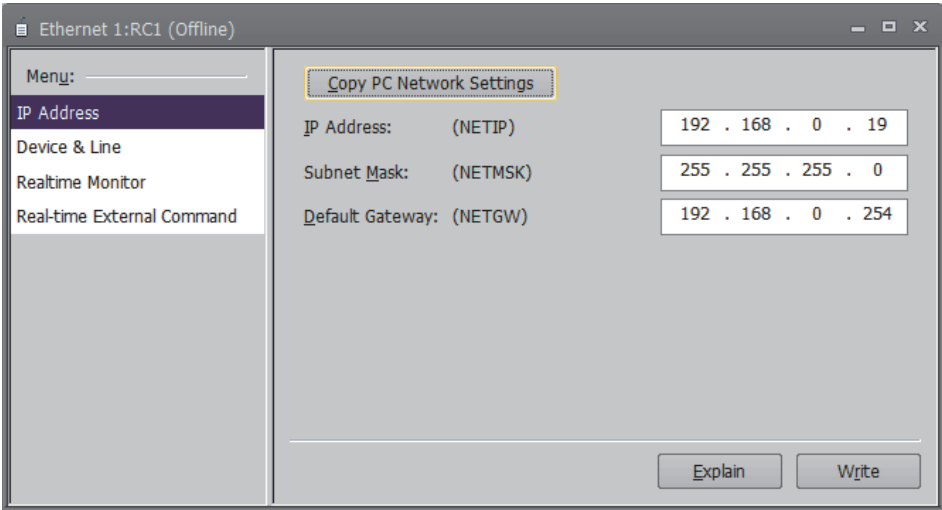 Ethernet 1:RC1 (Offline)
Menu:
IP Address
Device & Line
Realtime Monitor
Real-time External Command
Copy PC Network Settings
IP Address: (NETIP) 192 . 168 . 0 . 19
Subnet Mask: (NETMSK) 255 . 255 . 255 . 0
Default Gateway: (NETGW) 192 . 168 . 0 . 254
Explain Write